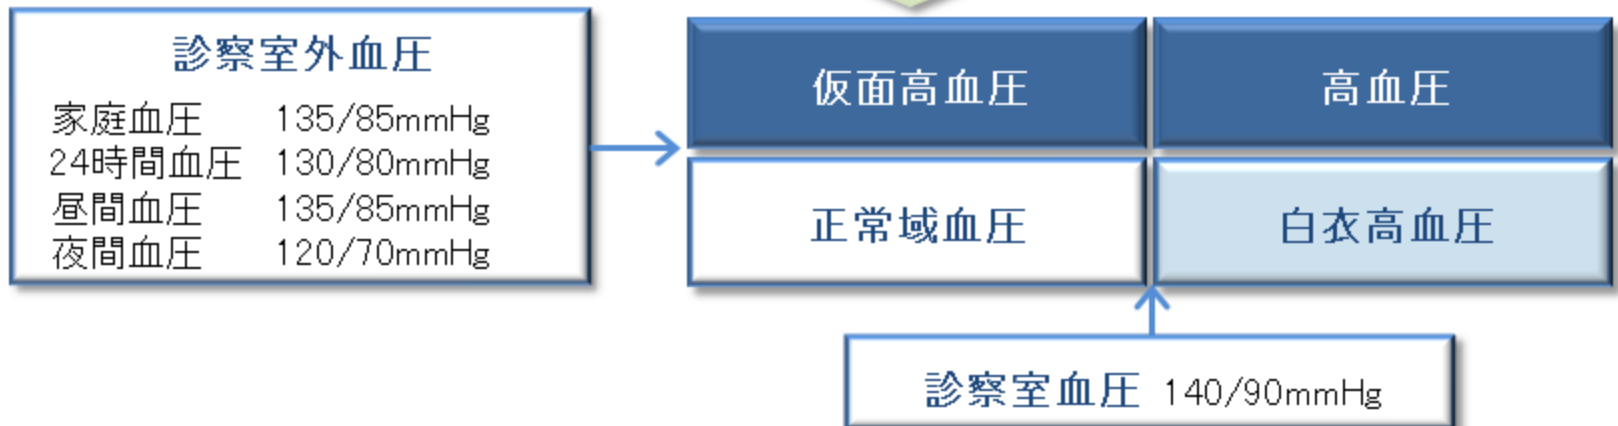 診察室外血圧
家庭血圧 135/85mmHg
24時間血圧 130/80mmHg
昼間血圧 135/85mmHg
夜間血圧 120/70mmHg
仮面高血圧
高血圧
正常域血圧
白衣高血圧
診察室血圧 140/90mmHg